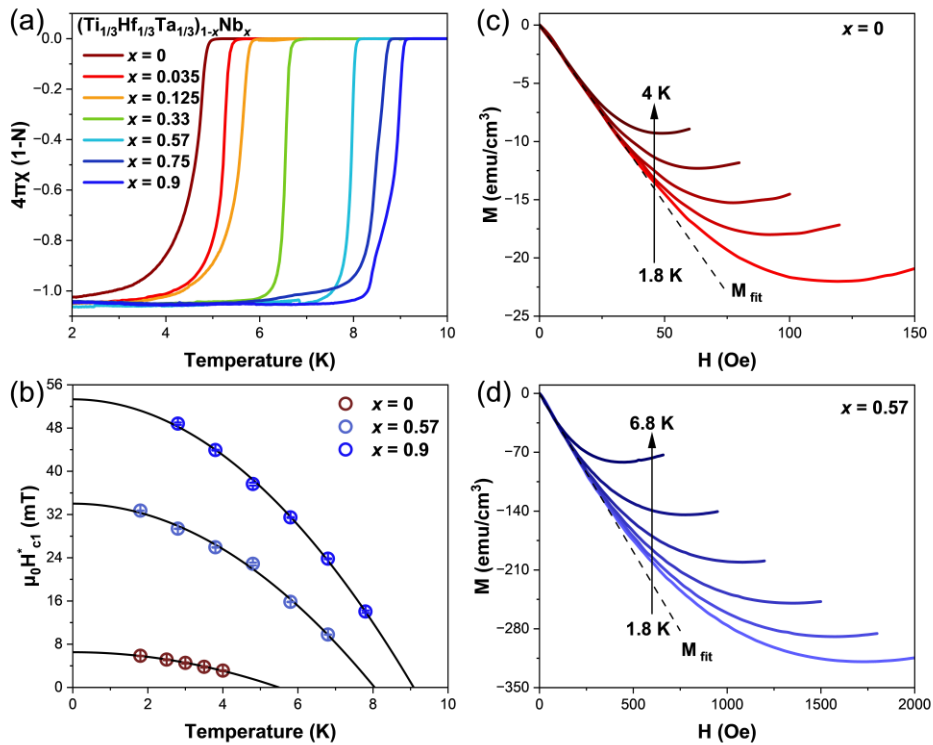 (a)
(Ti1/3Hf1/3Ta1/3)1-xNbx
x = 0
x = 0.035
x = 0.125
x = 0.33
x = 0.57
x = 0.75
x = 0.9
0.0
−0.2
−0.4
−0.6
−0.8
−1.0
4πχ (1-N)
2 4 6 8 10
Temperature (K)
(b)
x = 0
x = 0.57
x = 0.9
56
48
40
32
24
16
8
0
μ0H*c1 (mT)
0 2 4 6 8 10
Temperature (K)
(c)
x = 0
4 K
1.8 K
M fit
0
−5
−10
−15
−20
−25
M (emu/cm3)
0 50 100 150
H (Oe)
(d)
x = 0.57
6.8 K
1.8 K
M fit
0
−70
−140
−210
−280
−350
M (emu/cm3)
0 500 1000 1500 2000
H (Oe)